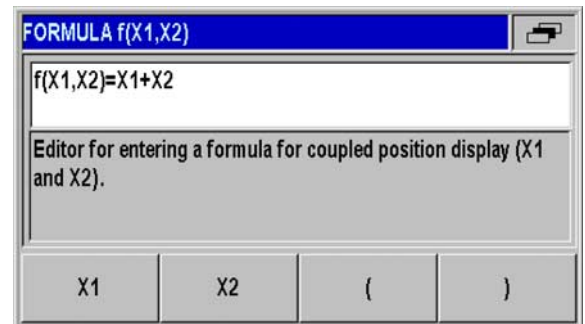 FORMULA f(X1,X2)
f(X1,X2)=X1+X2
Editor for entering a formula for coupled position display (X1
and X2).
X1 X2 ( )